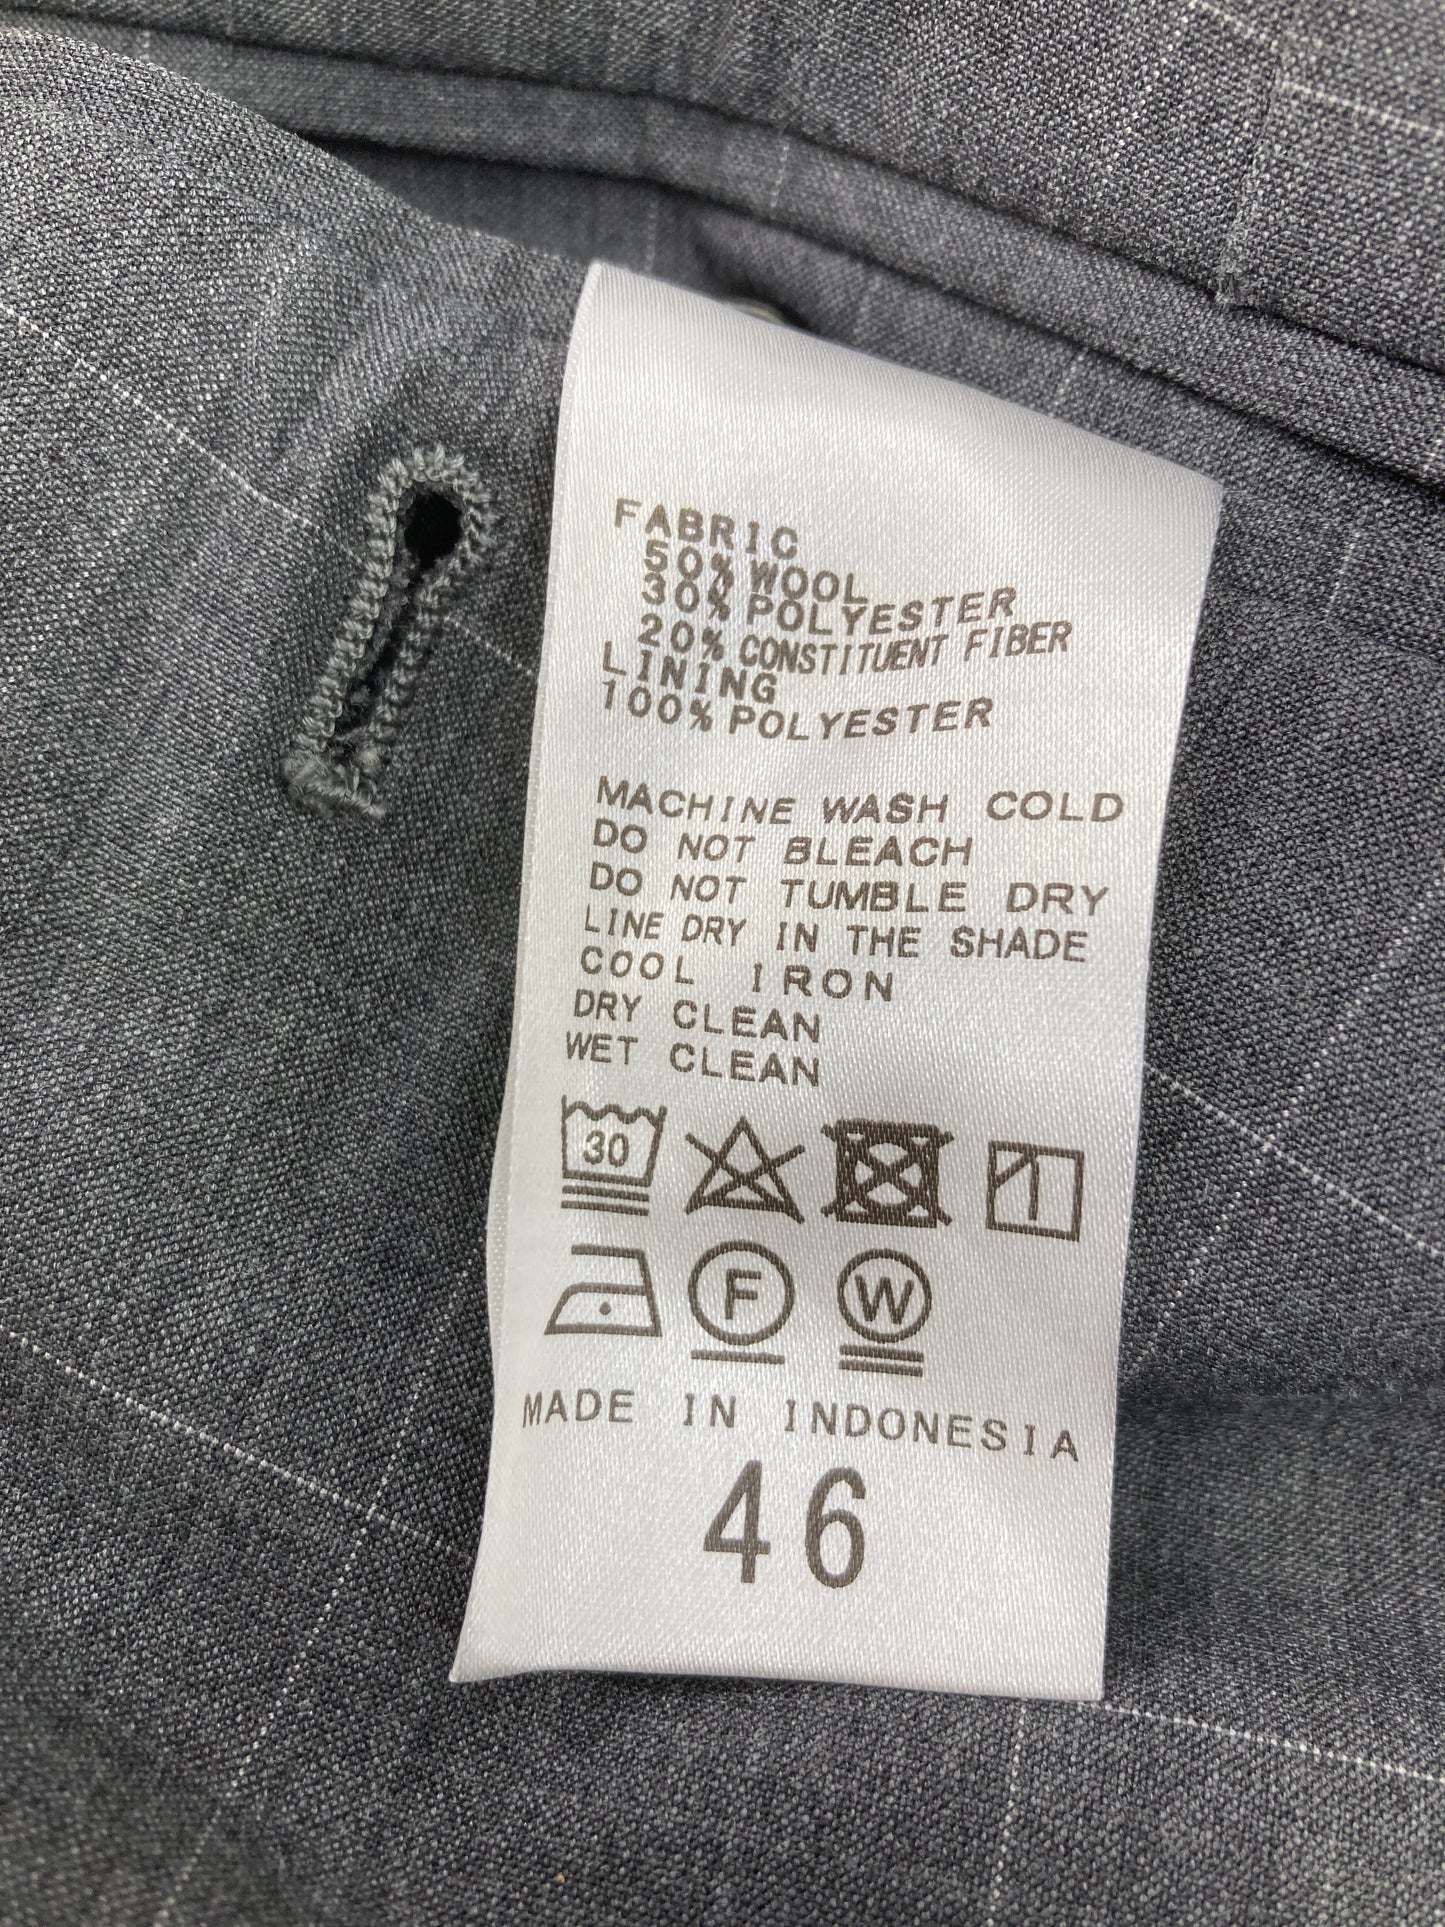 FABRIC
50% WOOL
30% POLYESTER
20% CONSTITUENT FIBER
LINING
100% POLYESTER
MACHINE WASH COLD
DO NOT BLEACH
DO NOT TUMBLE DRY
LINE DRY IN THE SHADE
COOL IRON
DRY CLEAN
WET CLEAN
30
F W
MADE IN INDONESIA
46